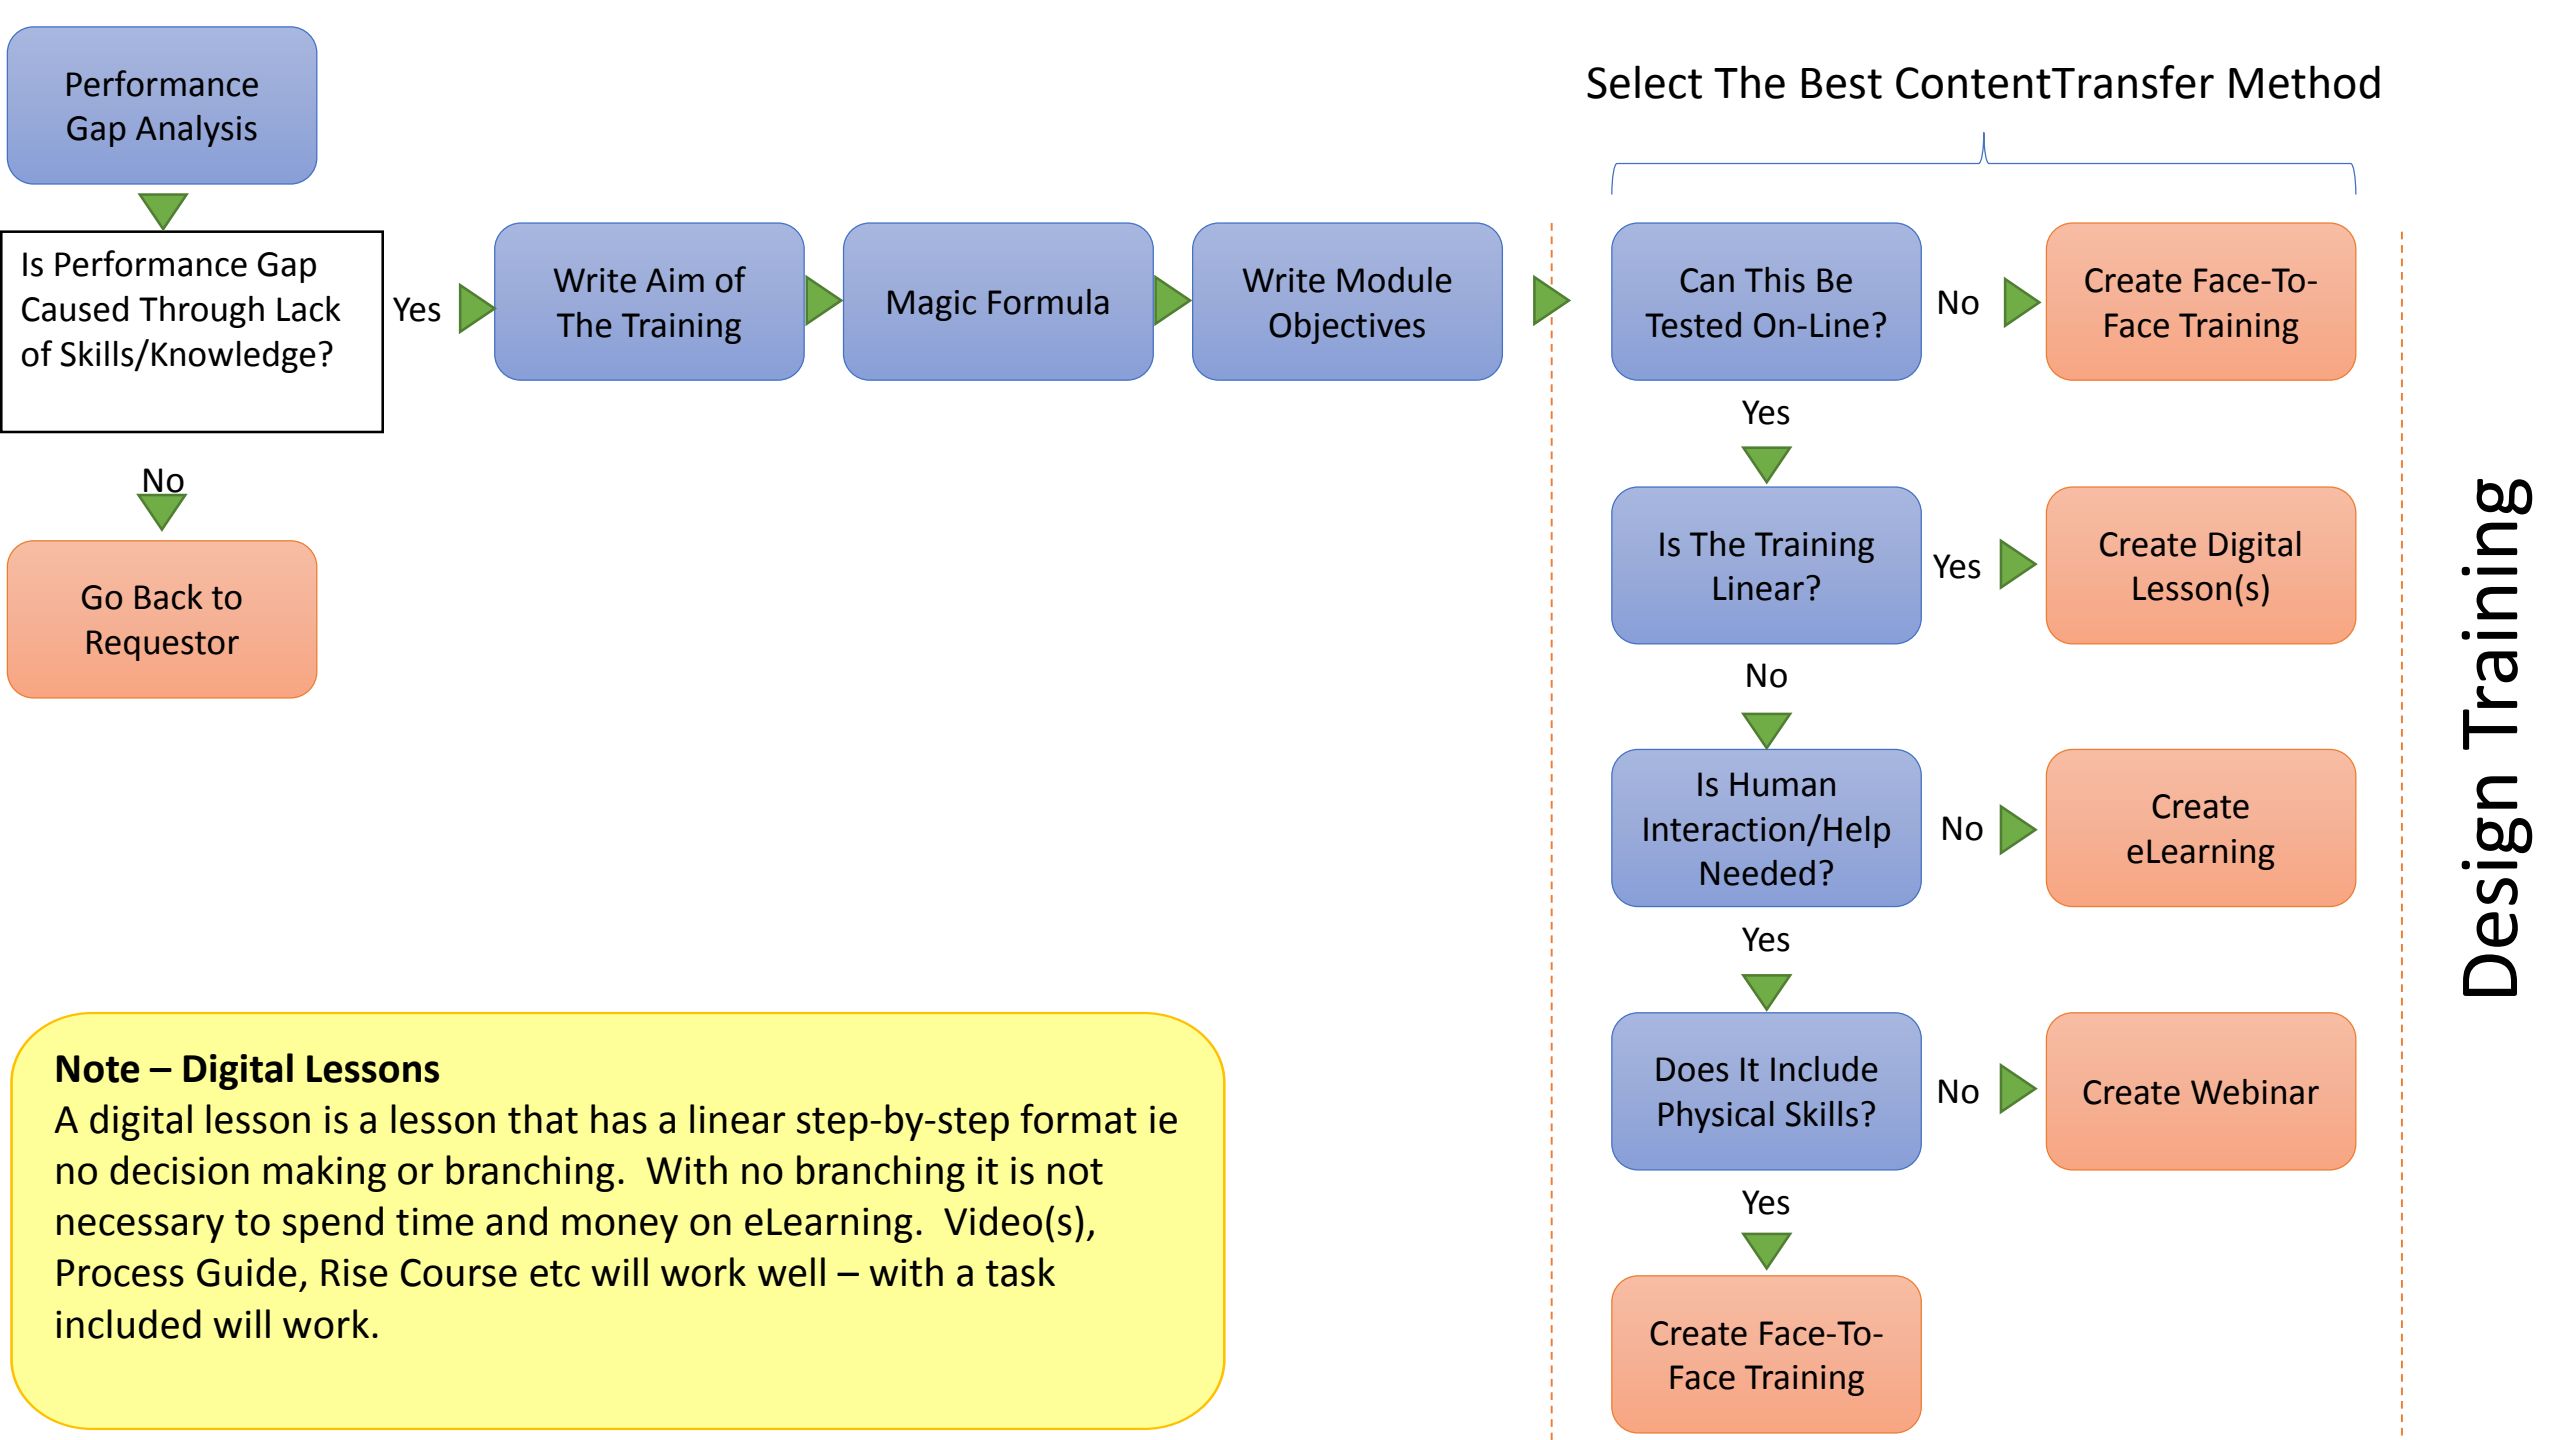 Performance
Gap Analysis
Is Performance Gap
Caused Through Lack
of Skills/Knowledge?
Yes
No
Go Back to
Requestor
Write Aim of
The Training
Magic Formula
Write Module
Objectives
Select The Best ContentTransfer Method
Can This Be
Tested On-Line?
No
Create Face-To-
Face Training
Yes
Is The Training
Linear?
Yes
Create Digital
Lesson(s)
No
Is Human
Interaction/Help
Needed?
No
Create
eLearning
Yes
Does It Include
Physical Skills?
No
Create Webinar
Yes
Create Face-To-
Face Training
Design Training
Note – Digital Lessons
A digital lesson is a lesson that has a linear step-by-step format ie
no decision making or branching.  With no branching it is not
necessary to spend time and money on eLearning.  Video(s),
Process Guide, Rise Course etc will work well – with a task
included will work.